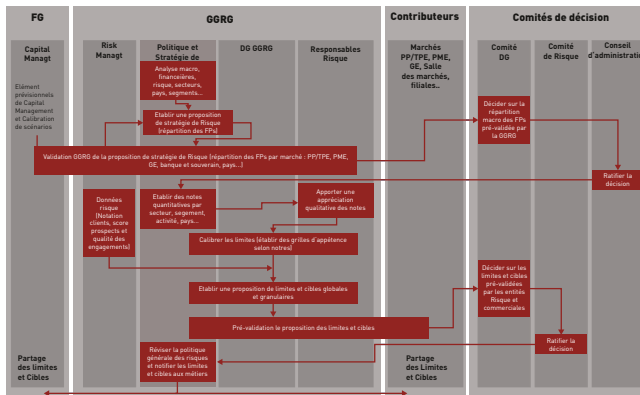 FG
GGRG
Contributeurs
Comités de décision
Capital
Managt
Risk
Managt
Politique et
Stratégie de
DG GGRG
Responsables
Risque
Marchés
PP/TPE, PME,
GE, Salle
des marchés,
filiales..
Comité
DG
Comité
de Risque
Conseil
d'administration
Elément
prévisionnels
de Capital
Management
et Calibration
de scénarios
Analyse macro,
financeières,
risque, secteurs,
pays, segments...
Etablir une proposition
de stratégie de Risque
(répartition des FPs)
Décider sur la
répartition
macro des FPs
pré-validée par
la GGRG
Validation GGRG de la proposition de stratégie de Risque (répartition des FPs par marché : PP/TPE, PME,
GE, banque et souverain, pays...)
Ratifier la
décision
Données
risque
(Notation
clients, score
prospects et
qualité des
engagements)
Etablir des notes
quantitatives par
secteur, segement,
activité, pays...
Apporter une
appréciation
qualitative des notes
Calibrer les limites (établir des grilles d'appétence
selon notres)
Etablir une proposition de limites et cibles globales
et granulaires
Décider sur les
limites et cibles
pré-validées
par les entités
Risque et
commerciales
Pré-validation le proposition des limites et cibles
Ratifier la
décision
Réviser la politique
générale des risques
et notifier les limites
et cibles aux métiers
Partage
des limites
et Cibles
Partage
des Limites
et Cibles